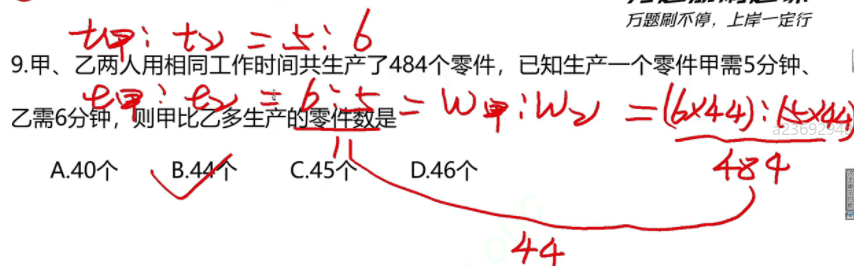 万题刷不停，上岸一定行
t甲：t乙 = 5：6
9.甲、乙两人用相同工作时间共生产了484个零件，已知生产一个零件甲需5分钟、
e甲：e乙 = 6：5 = W甲：W乙 = (6×44)：(5×44)
乙需6分钟，则甲比乙多生产的零件数是
a2369294
11
484
A.40个 B.44个 C.45个 D.46个
44